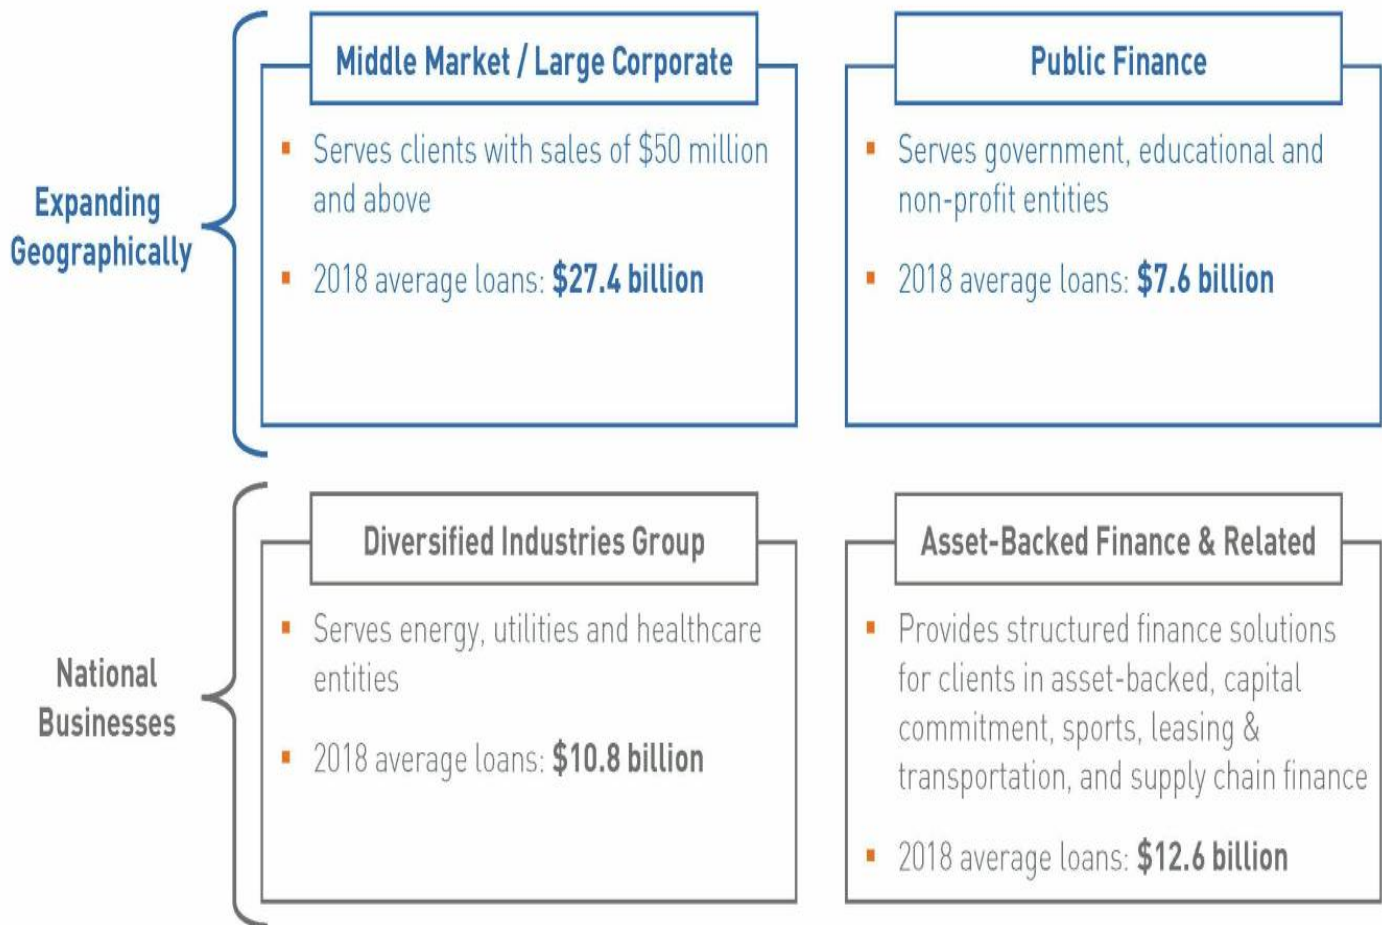 Expanding
Geographically
Middle Market / Large Corporate
▪ Serves clients with sales of $50 million
and above
▪ 2018 average loans: $27.4 billion
Public Finance
▪ Serves government, educational and
non-profit entities
▪ 2018 average loans: $7.6 billion
National
Businesses
Diversified Industries Group
▪ Serves energy, utilities and healthcare
entities
▪ 2018 average loans: $10.8 billion
Asset-Backed Finance & Related
▪ Provides structured finance solutions
for clients in asset-backed, capital
commitment, sports, leasing &
transportation, and supply chain finance
▪ 2018 average loans: $12.6 billion